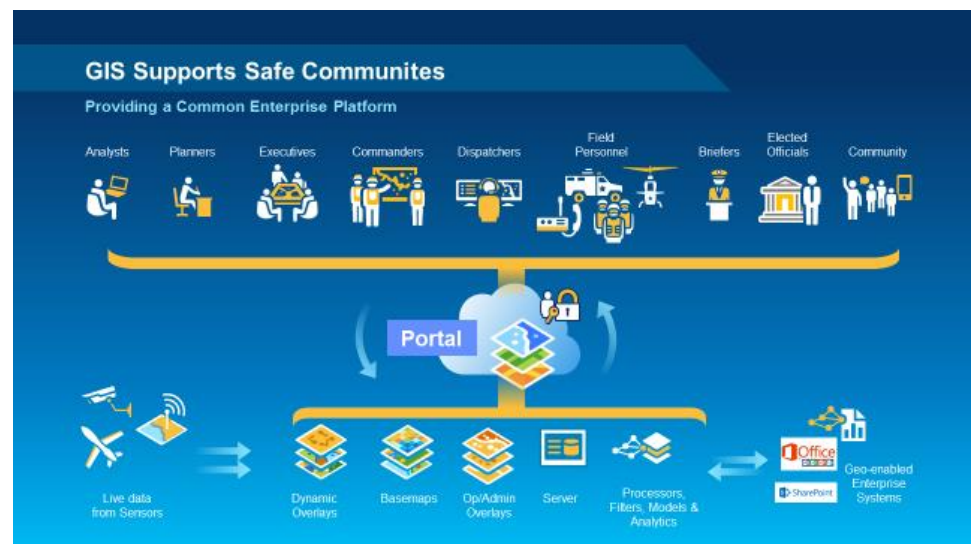 GIS Supports Safe Communites
Providing a Common Enterprise Platform
Analysts
Planners
Executives
Commanders
Dispatchers
Field
Personnel
Briefers
Elected
Officials
Community
Portal
Live data
from Sensors
Dynamic
Overlays
Basemaps
Op/Admin
Overlays
Server
Processors,
Filters, Models &
Analytics
Office
SharePoint
Geo-enabled
Enterprise
Systems